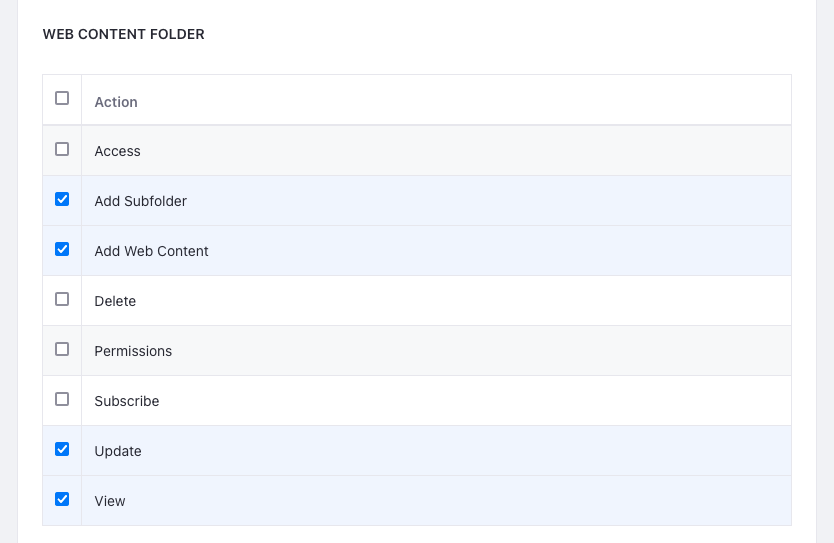 WEB CONTENT FOLDER
Action
Access
Add Subfolder
Add Web Content
Delete
Permissions
Subscribe
Update
View